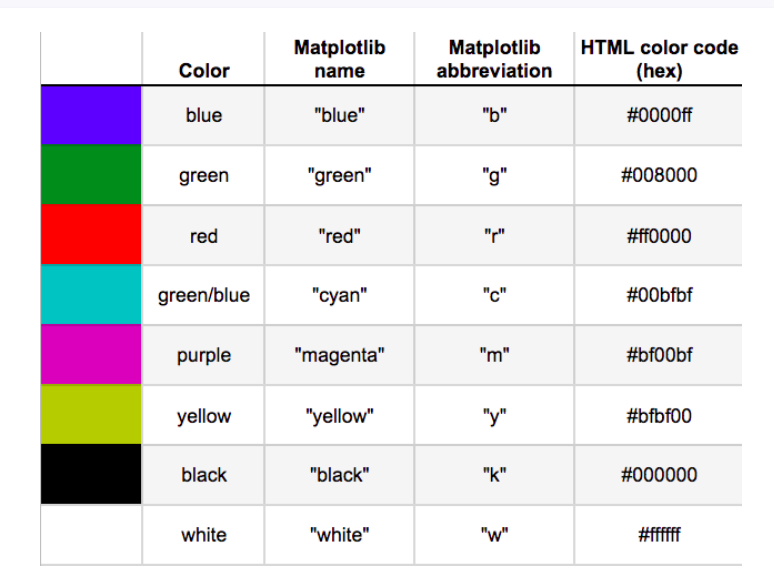 Color Matplotlib name Matplotlib abbreviation HTML color code (hex)
blue "blue" "b" #0000ff
green "green" "g" #008000
red "red" "r" #ff0000
green/blue "cyan" "c" #00bfbf
purple "magenta" "m" #bf00bf
yellow "yellow" "y" #bfbf00
black "black" "k" #000000
white "white" "w" #ffffff